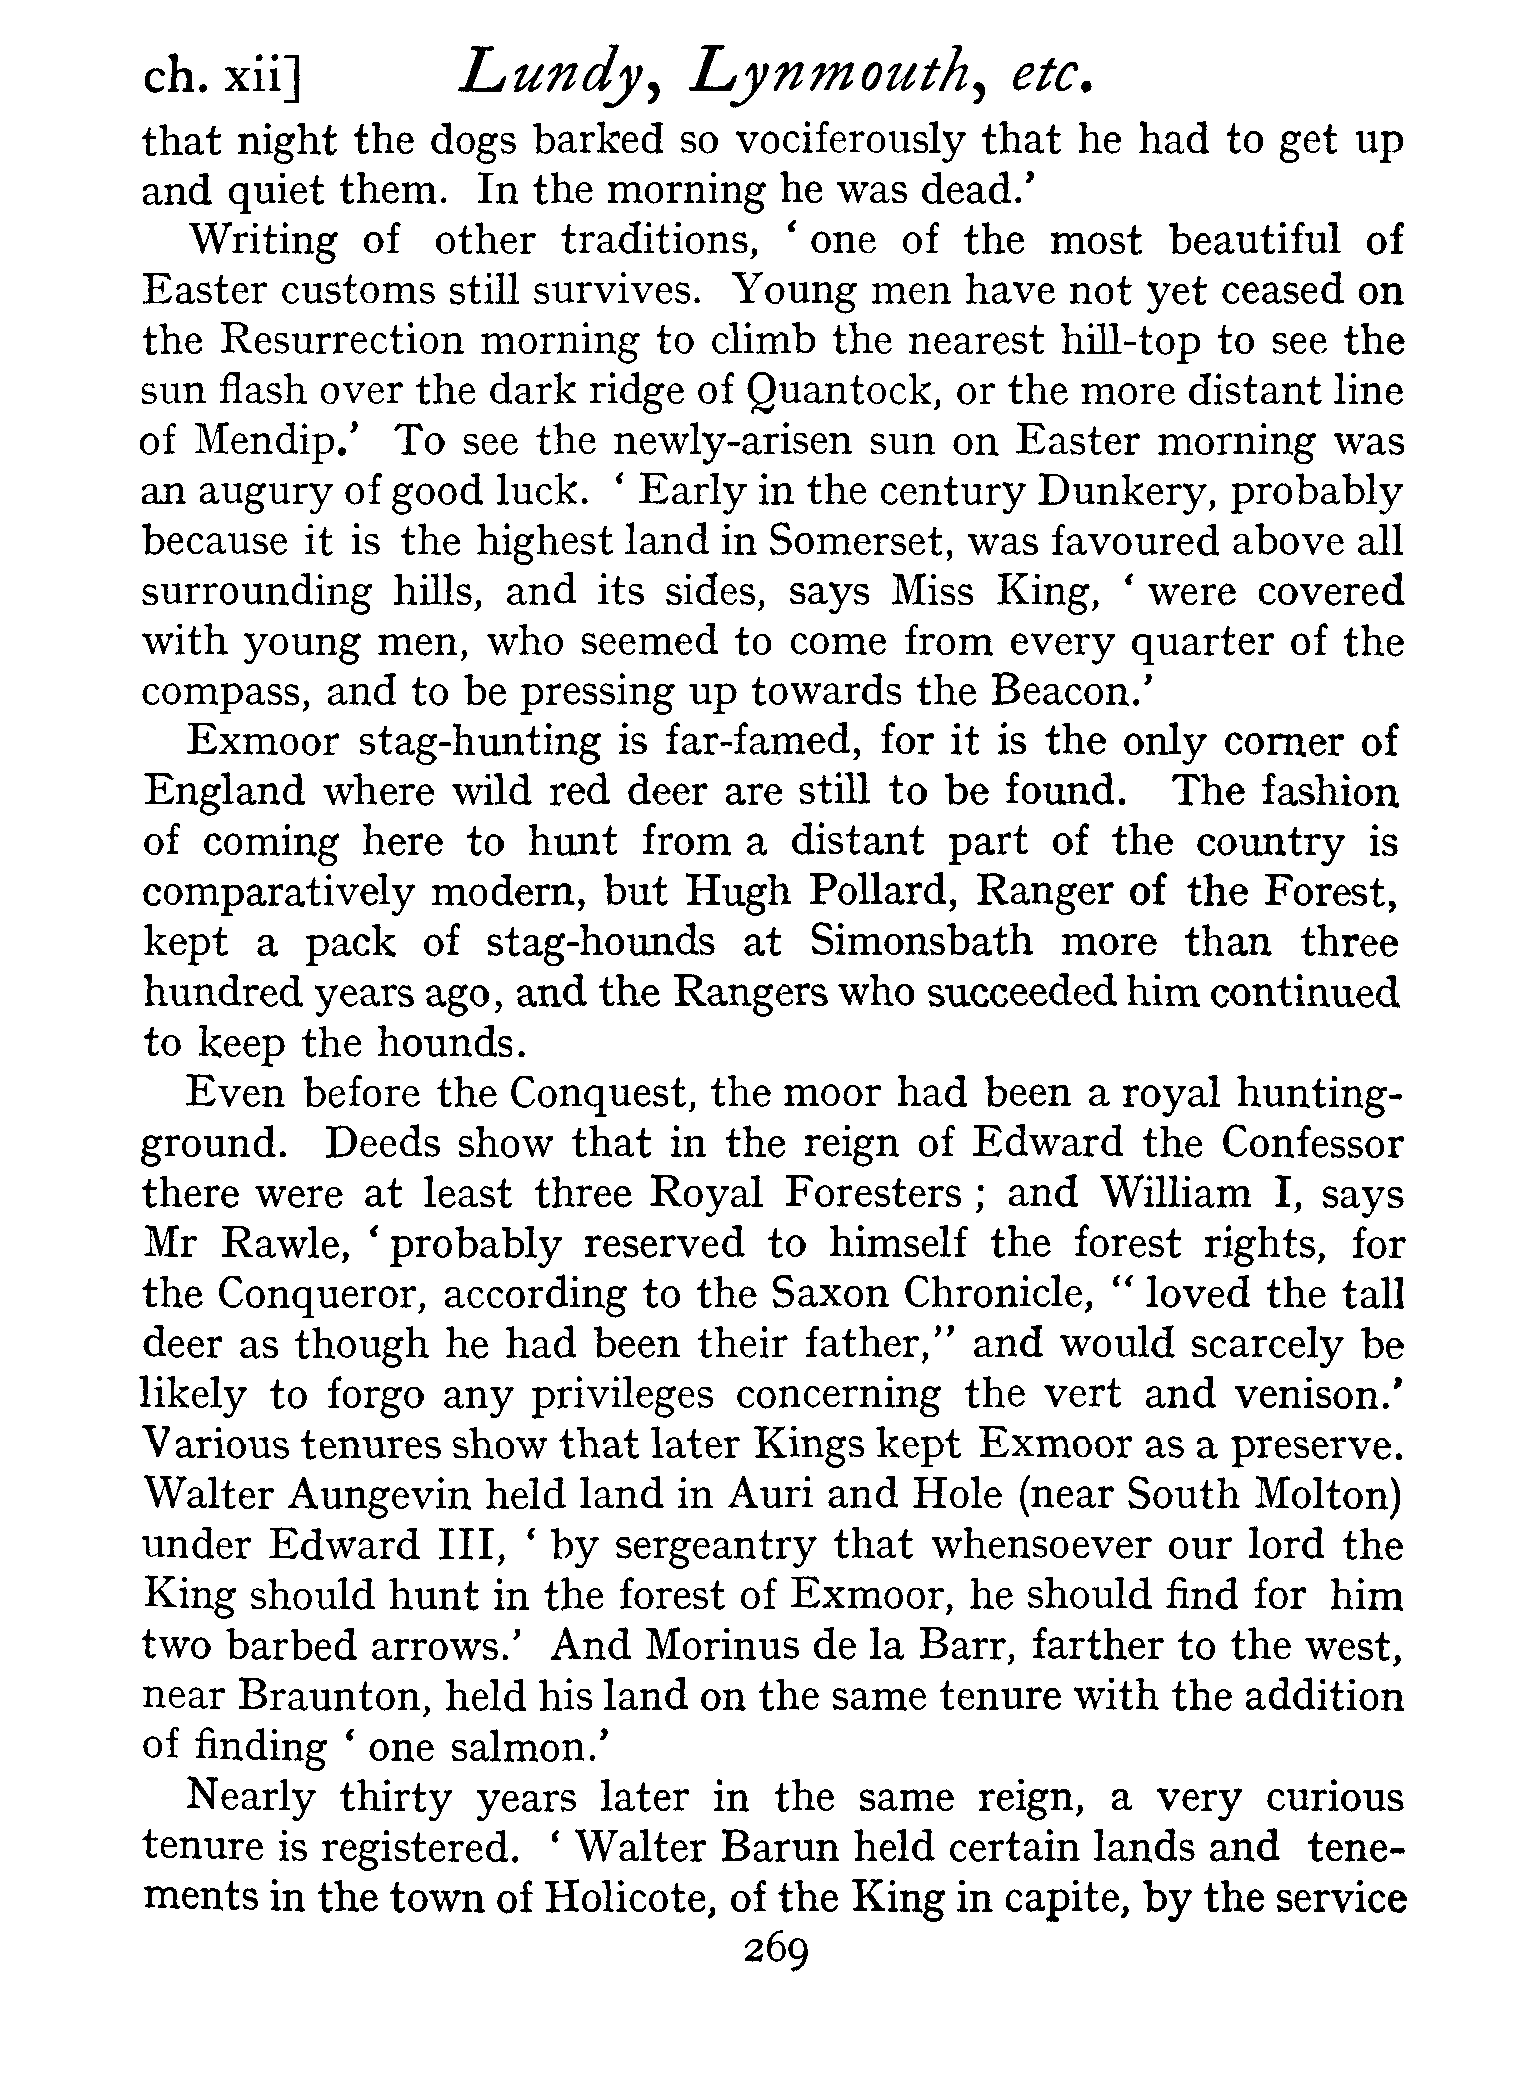 ch. xii] Lundy, Lynmouth, etc.
that night the dogs barked so vociferously that he had to get up
and quiet them. In the morning he was dead.’
Writing of other traditions, ‘ one of the most beautiful of
Easter customs still survives. Young men have not yet ceased on
the Resurrection morning to climb the nearest hill-top to see the
sun flash over the dark ridge of Quantock, or the more distant line
of Mendip.’ To see the newly-arisen sun on Easter morning was
an augury of good luck. ‘ Early in the century Dunkery, probably
because it is the highest land in Somerset, was favoured above all
surrounding hills, and its sides, says Miss King, ‘ were covered
with young men, who seemed to come from every quarter of the
compass, and to be pressing up towards the Beacon.’
Exmoor stag-hunting is far-famed, for it is the only corner of
England where wild red deer are still to be found. The fashion
of coming here to hunt from a distant part of the country is
comparatively modern, but Hugh Pollard, Ranger of the Forest,
kept a pack of stag-hounds at Simonsbath more than three
hundred years ago, and the Rangers who succeeded him continued
to keep the hounds.
Even before the Conquest, the moor had been a royal hunting-
ground. Deeds show that in the reign of Edward the Confessor
there were at least three Royal Foresters ; and William I, says
Mr Rawle, ‘ probably reserved to himself the forest rights, for
the Conqueror, according to the Saxon Chronicle, “ loved the tall
deer as though he had been their father,” and would scarcely be
likely to forgo any privileges concerning the vert and venison.’
Various tenures show that later Kings kept Exmoor as a preserve.
Walter Aungevin held land in Auri and Hole (near South Molton)
under Edward III, ‘ by sergeantry that whensoever our lord the
King should hunt in the forest of Exmoor, he should find for him
two barbed arrows.’ And Morinus de la Barr, farther to the west,
near Braunton, held his land on the same tenure with the addition
of finding ‘ one salmon.’
Nearly thirty years later in the same reign, a very curious
tenure is registered. ‘ Walter Barun held certain lands and tene-
ments in the town of Holicote, of the King in capite, by the service
269